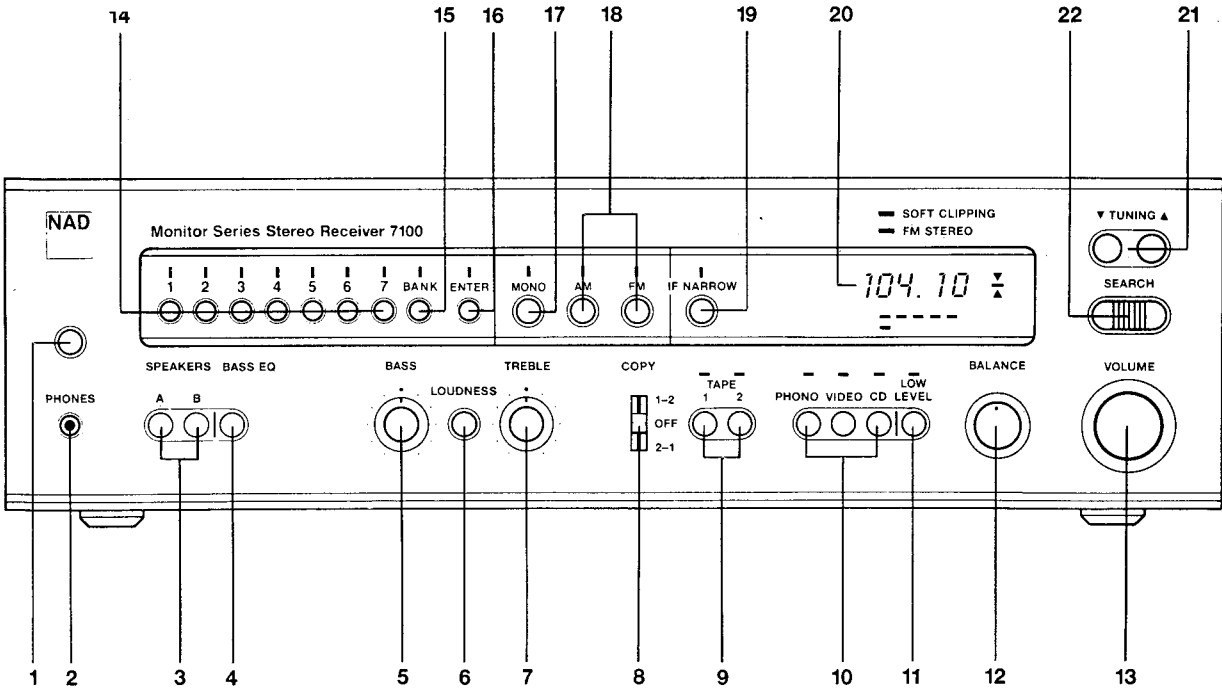 14 15 16 17 18 19 20 22 21
NAD
Monitor Series Stereo Receiver 7100
SOFT CLIPPING
FM STEREO
▼ TUNING ▲
1 2 3 4 5 6 7 BANK ENTER MONO AM FM IF NARROW
104.10
SEARCH
SPEAKERS BASS EQ BASS TREBLE COPY BALANCE VOLUME
PHONES
A B
LOUDNESS
1-2
OFF
2-1
TAPE
1 2
PHONO VIDEO CD LOW LEVEL
1 2 3 4 5 6 7 8 9 10 11 12 13